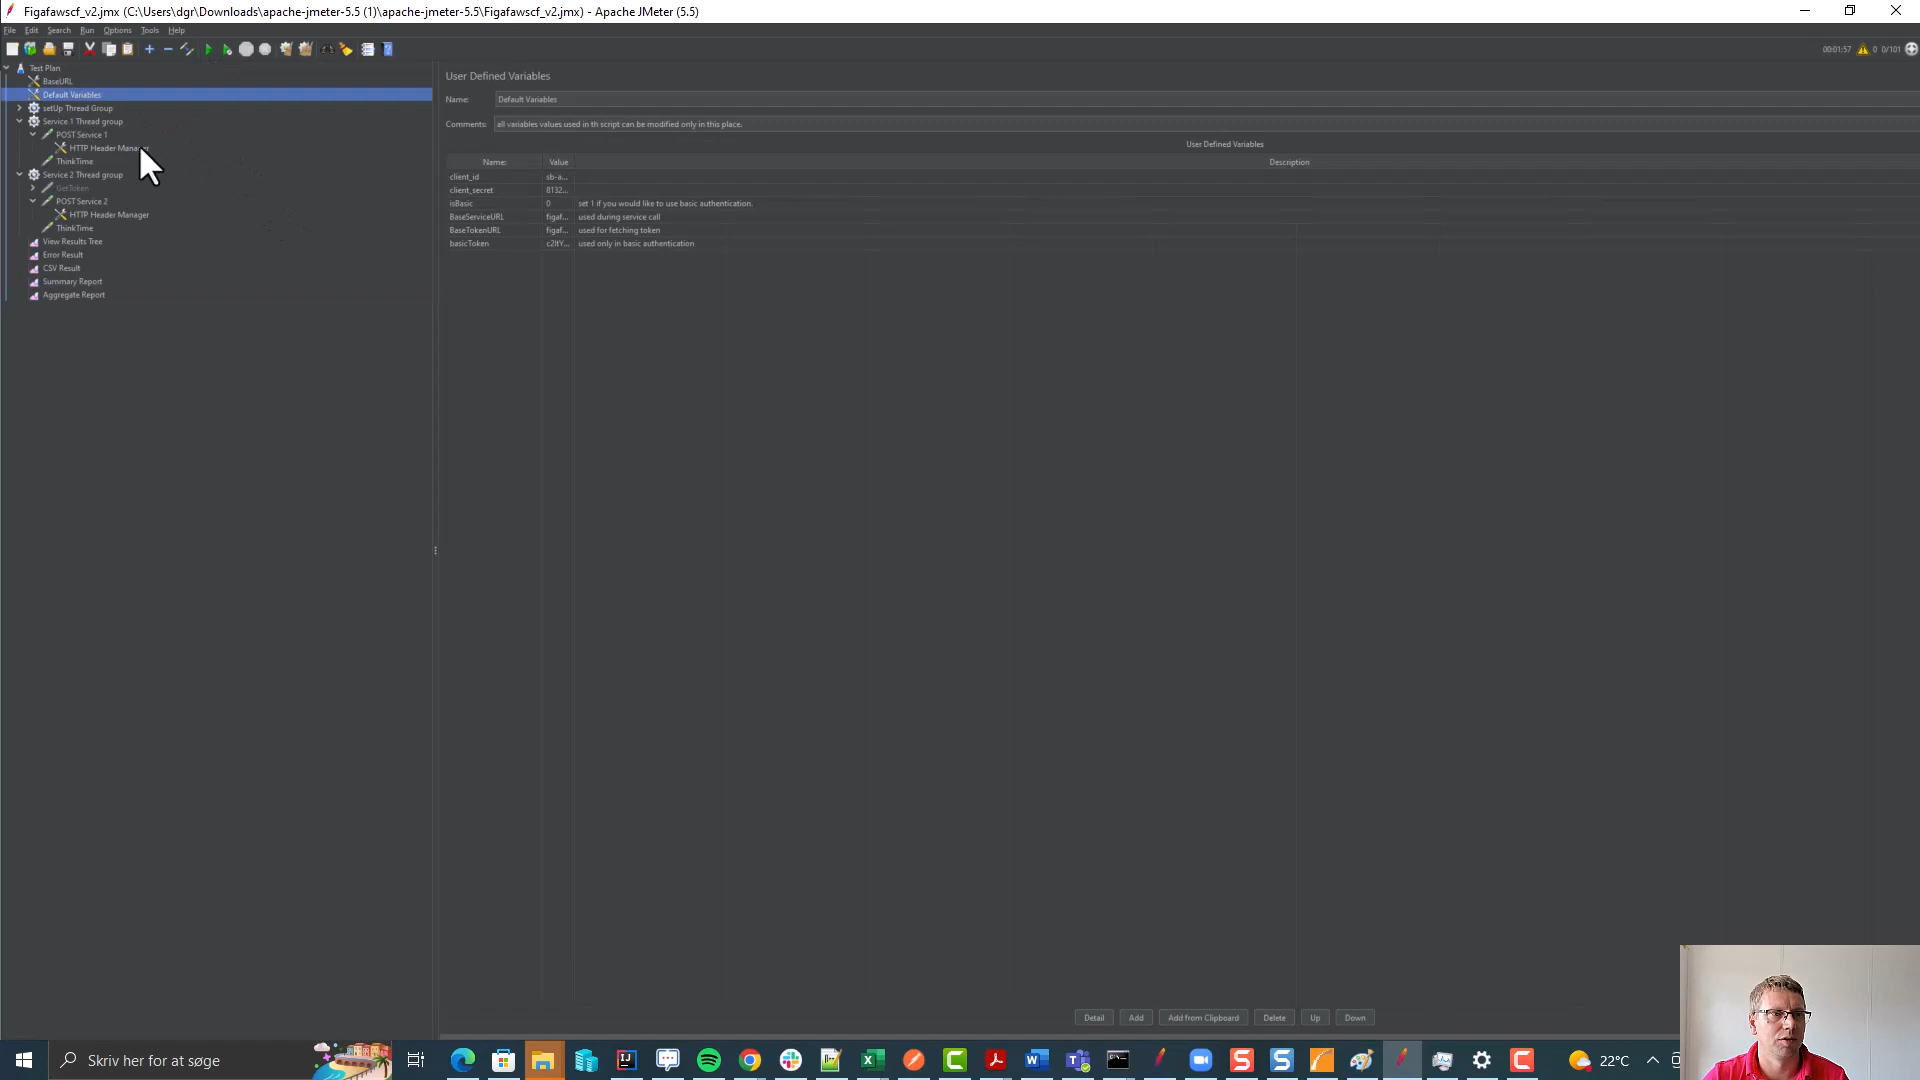 Figafawscf_v2.jmx (C:\Users\dgr\Downloads\apache-jmeter-5.5 (1)\apache-jmeter-5.5\Figafawscf_v2.jmx) - Apache JMeter (5.5)
File Edit Search Run Options Tools Help
00:01:57 0 0/101
Test Plan
BaseURL
Default Variables
setUp Thread Group
Service 1 Thread group
POST Service 1
HTTP Header Manager
ThinkTime
Service 2 Thread group
GetToken
POST Service 2
HTTP Header Manager
ThinkTime
View Results Tree
Error Result
CSV Result
Summary Report
Aggregate Report
User Defined Variables
Name: Default Variables
Comments: all variables values used in th script can be modified only in this place.
User Defined Variables
Name: Value Description
client_id sb-a...
client_secret 8132...
isBasic 0 set 1 if you would like to use basic authentication.
BaseServiceURL figaf... used during service call
BaseTokenURL figaf... used for fetching token
basicToken used only in basic authentication
Detail Add Add from Clipboard Delete Up Down
Skriv her for at søge
22°C